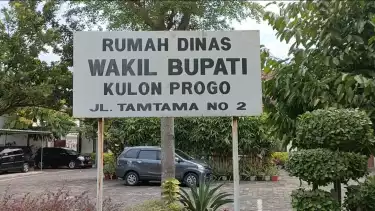 RUMAH DINAS
WAKIL BUPATI
KULON PROGO
JL. TAMTAMA NO 2